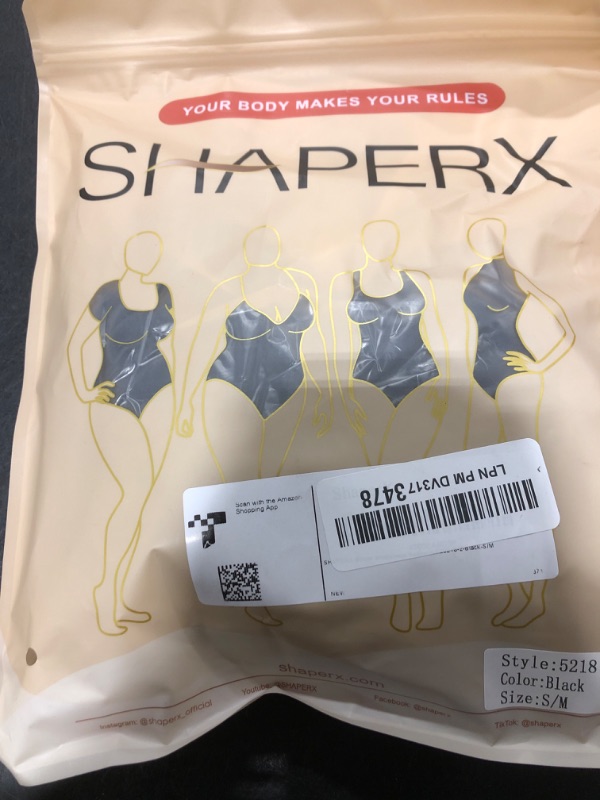 YOUR BODY MAKES YOUR RULES
SHAPERX
Scan with the Amazon
Shopping App
LPN PM DV3173478
Style:5218
Color:Black
Size:S/M
shaperx.com
Instagram: @shaperx_official
Youtube: @SHAPERX
Facebook: @shaperx
TikTok: @shaperx